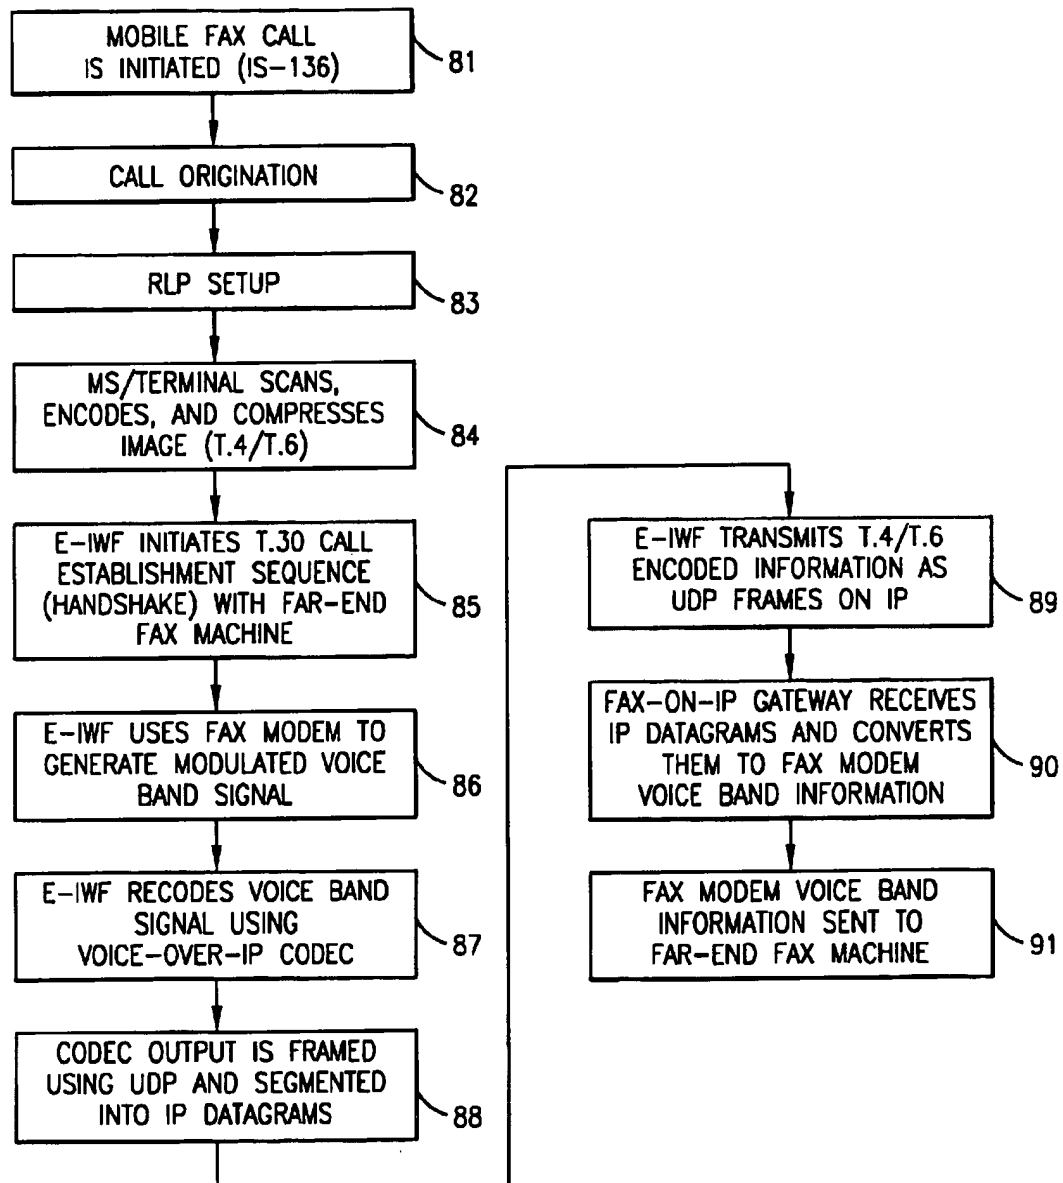 MOBILE FAX CALL
IS INITIATED (IS-136)
81
CALL ORIGINATION
82
RLP SETUP
83
MS/TERMINAL SCANS,
ENCODES, AND COMPRESSES
IMAGE (T.4/T.6)
84
E-IWF INITIATES T.30 CALL
ESTABLISHMENT SEQUENCE
(HANDSHAKE) WITH FAR-END
FAX MACHINE
85
E-IWF USES FAX MODEM TO
GENERATE MODULATED VOICE
BAND SIGNAL
86
E-IWF RECODES VOICE BAND
SIGNAL USING
VOICE-OVER-IP CODEC
87
CODEC OUTPUT IS FRAMED
USING UDP AND SEGMENTED
INTO IP DATAGRAMS
88
E-IWF TRANSMITS T.4/T.6
ENCODED INFORMATION AS
UDP FRAMES ON IP
89
FAX-ON-IP GATEWAY RECEIVES
IP DATAGRAMS AND CONVERTS
THEM TO FAX MODEM
VOICE BAND INFORMATION
90
FAX MODEM VOICE BAND
INFORMATION SENT TO
FAR-END FAX MACHINE
91